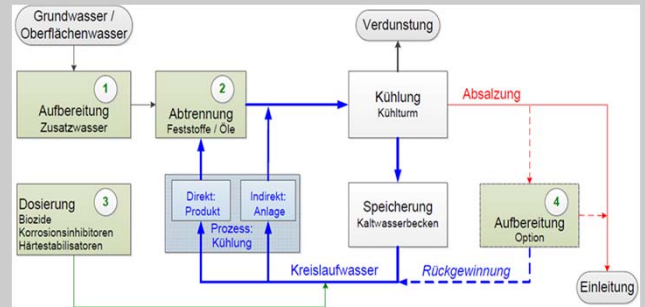 Grundwasser /
Oberflächenwasser
Verdunstung
1
Aufbereitung
Zusatzwasser
2
Abtrennung
Feststoffe / Öle
Kühlung
Kühlturm
Absalzung
3
Dosierung
Biozide
Korrosionsinhibitoren
Härtestabilisatoren
Direkt:
Produkt
Indirekt:
Anlage
Prozess:
Kühlung
Speicherung
Kaltwasserbecken
4
Aufbereitung
Option
Kreislaufwasser
Rückgewinnung
Einleitung